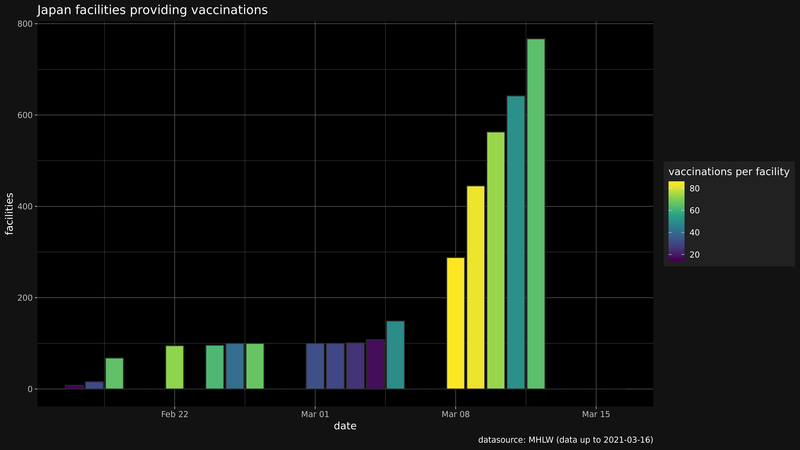 Japan facilities providing vaccinations
800
600
400
200
0
facilities
Feb 22
Mar 01
Mar 08
Mar 15
date
vaccinations per facility
80
60
40
20
datasource: MHLW (data up to 2021-03-16)